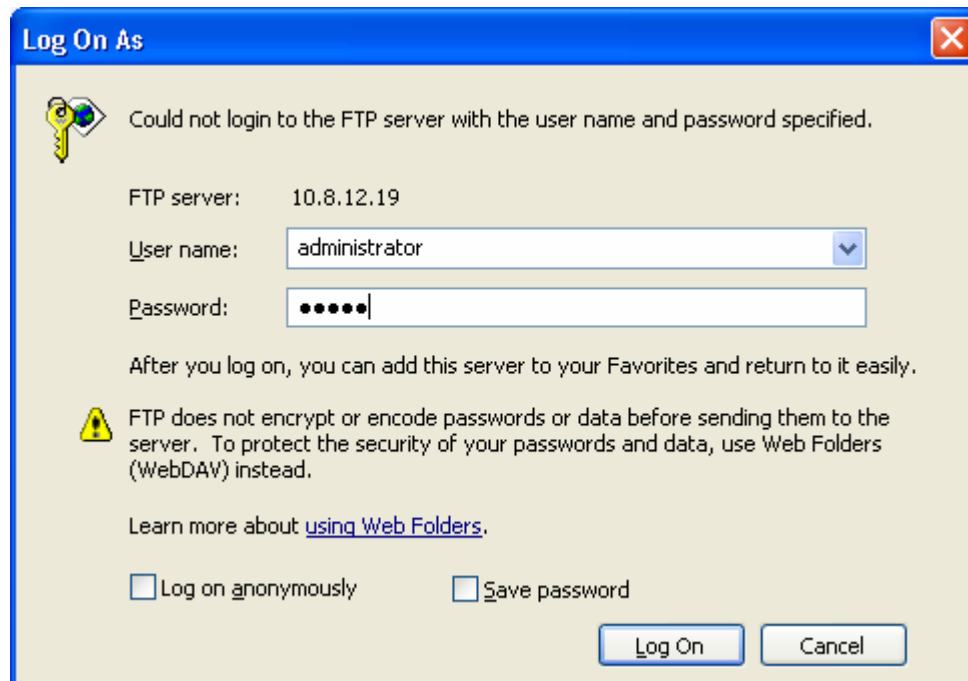 Log On As
Could not login to the FTP server with the user name and password specified.
FTP server: 10.8.12.19
User name: administrator
Password: ●●●●●
After you log on, you can add this server to your Favorites and return to it easily.
FTP does not encrypt or encode passwords or data before sending them to the
server. To protect the security of your passwords and data, use Web Folders
(WebDAV) instead.
Learn more about using Web Folders.
Log on anonymously Save password
Log On Cancel